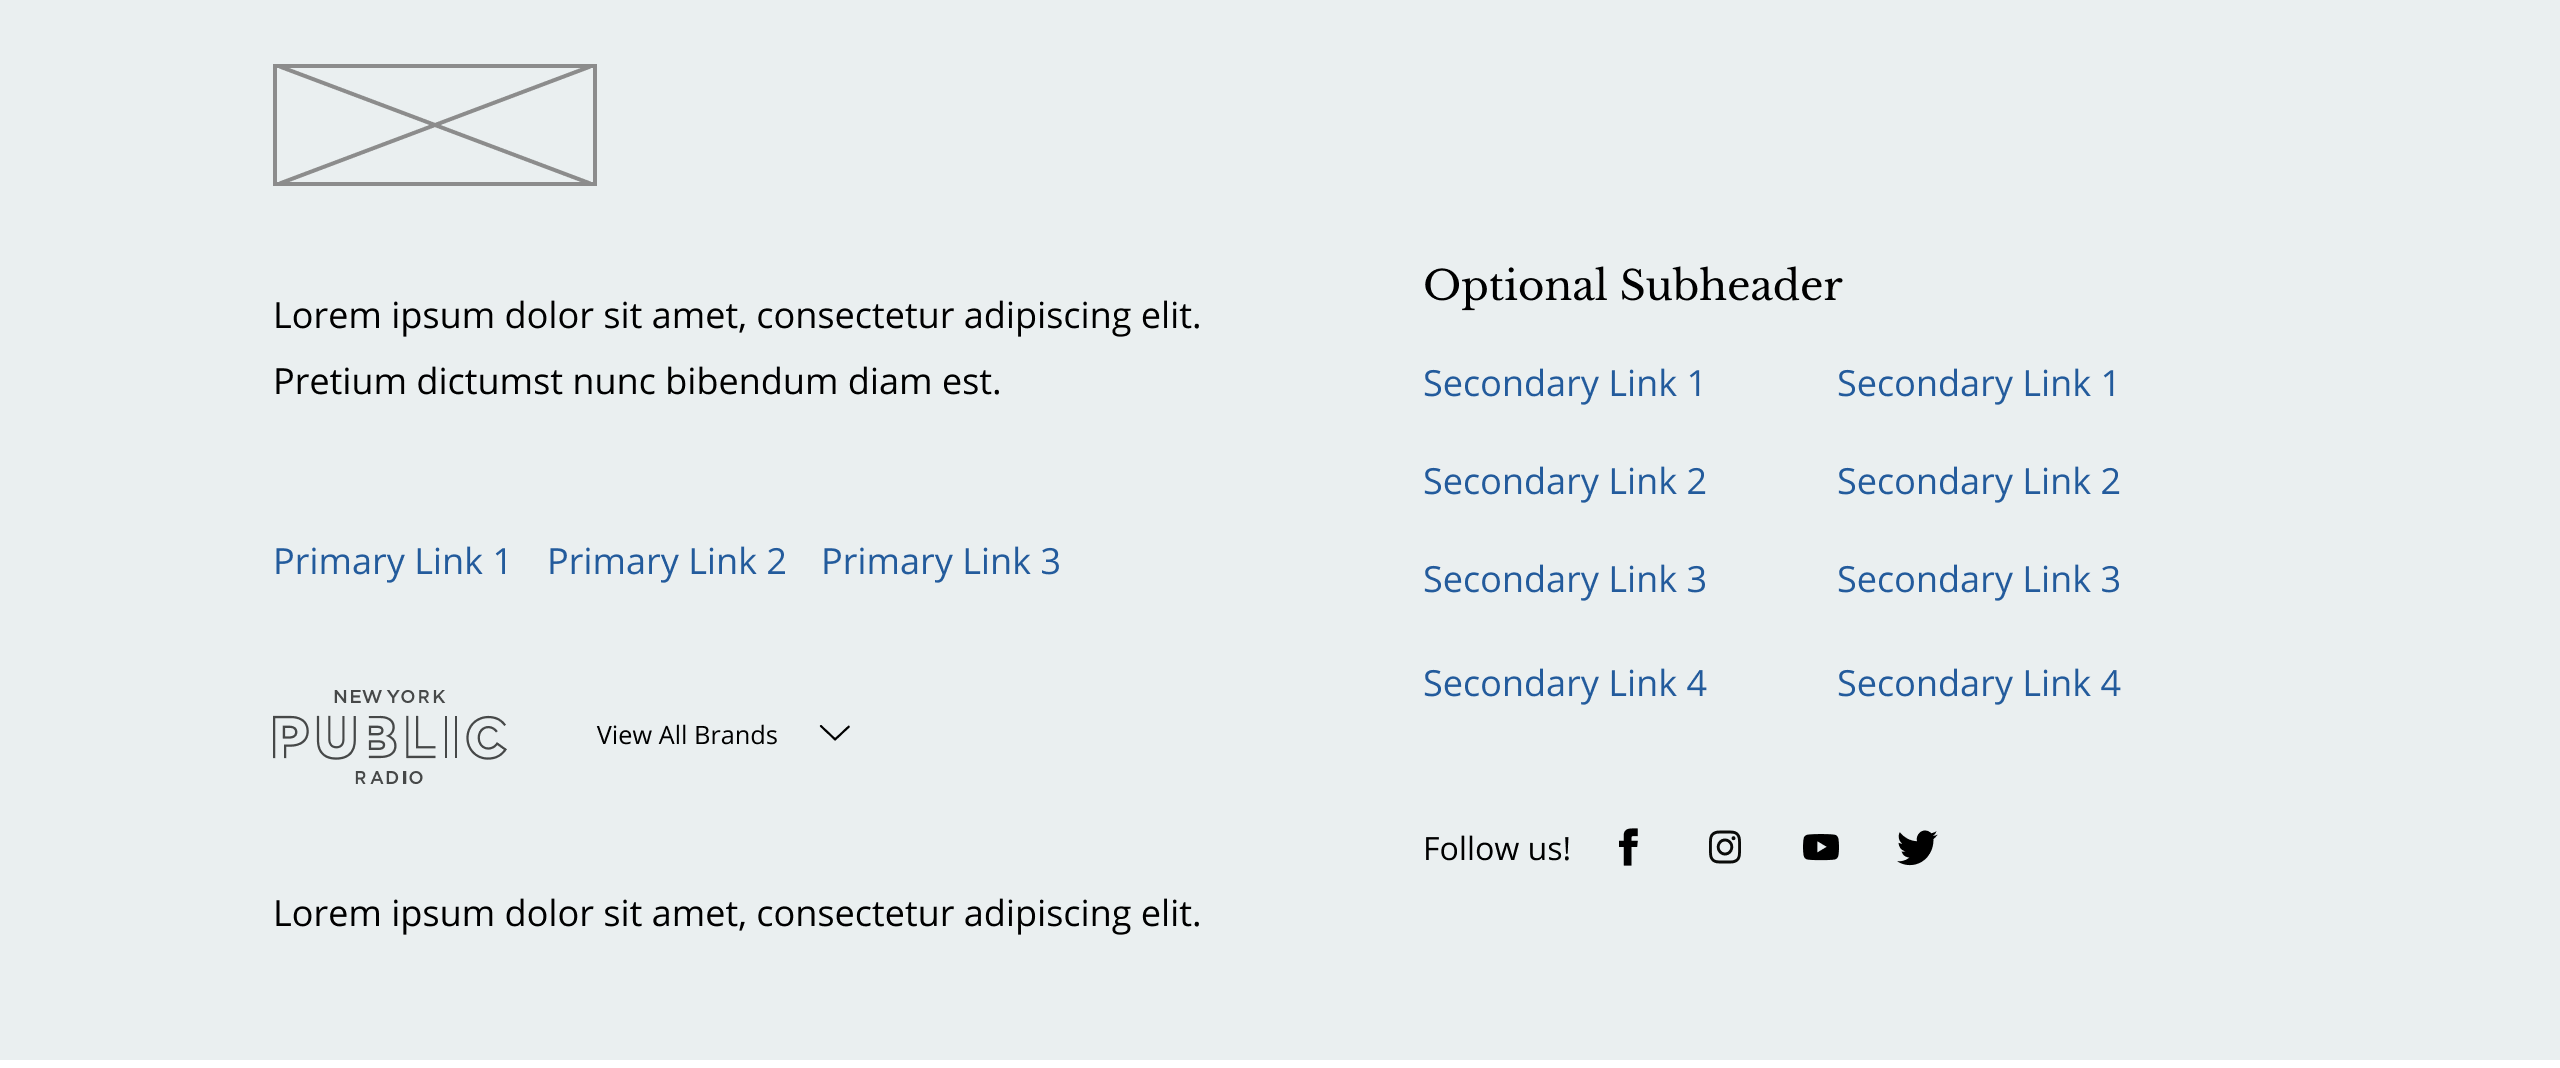 Lorem ipsum dolor sit amet, consectetur adipiscing elit.
Pretium dictumst nunc bibendum diam est.
Primary Link 1 Primary Link 2 Primary Link 3
NEW YORK
PUBLIC
RADIO
View All Brands
Lorem ipsum dolor sit amet, consectetur adipiscing elit.
Optional Subheader
Secondary Link 1 Secondary Link 1
Secondary Link 2 Secondary Link 2
Secondary Link 3 Secondary Link 3
Secondary Link 4 Secondary Link 4
Follow us!